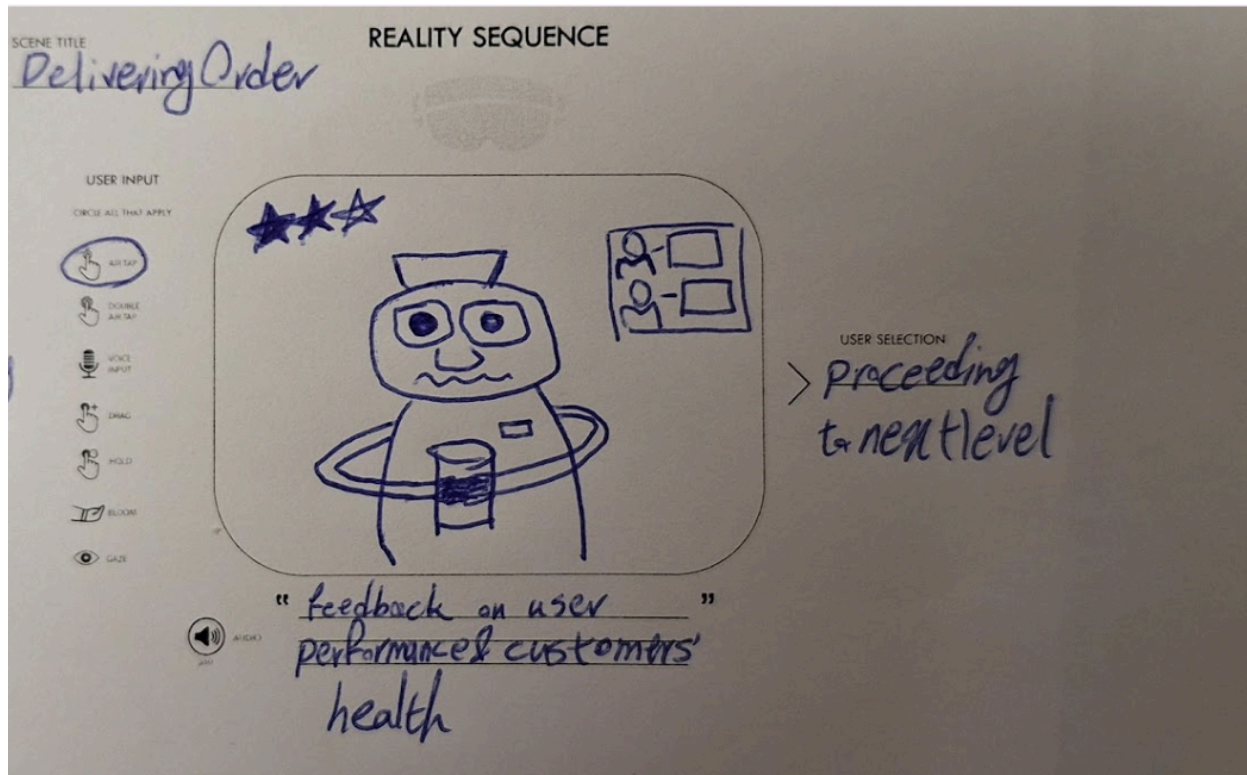 SCENE TITLE
REALITY SEQUENCE
Delivering Order
USER INPUT
CIRCLE ALL THAT APPLY
AIR TAP
DOUBLE
AIR TAP
VOICE
INPUT
DRAG
HOLD
BLOOM
GAZE
USER SELECTION
> proceeding
to next level
AUDIO
“ feedback on user ”
performance & customers'
health